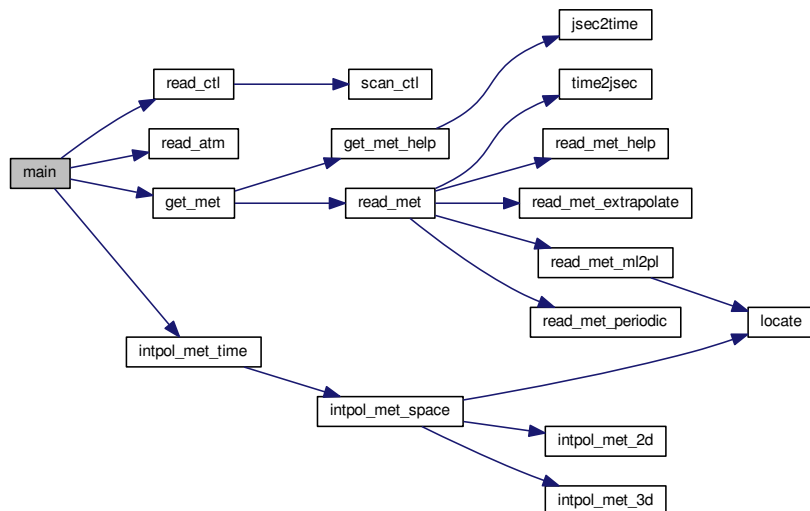 main
read_ctl
scan_ctl
read_atm
get_met
get_met_help
jsec2time
read_met
time2jsec
read_met_help
read_met_extrapolate
read_met_ml2pl
read_met_periodic
locate
intpol_met_time
intpol_met_space
intpol_met_2d
intpol_met_3d